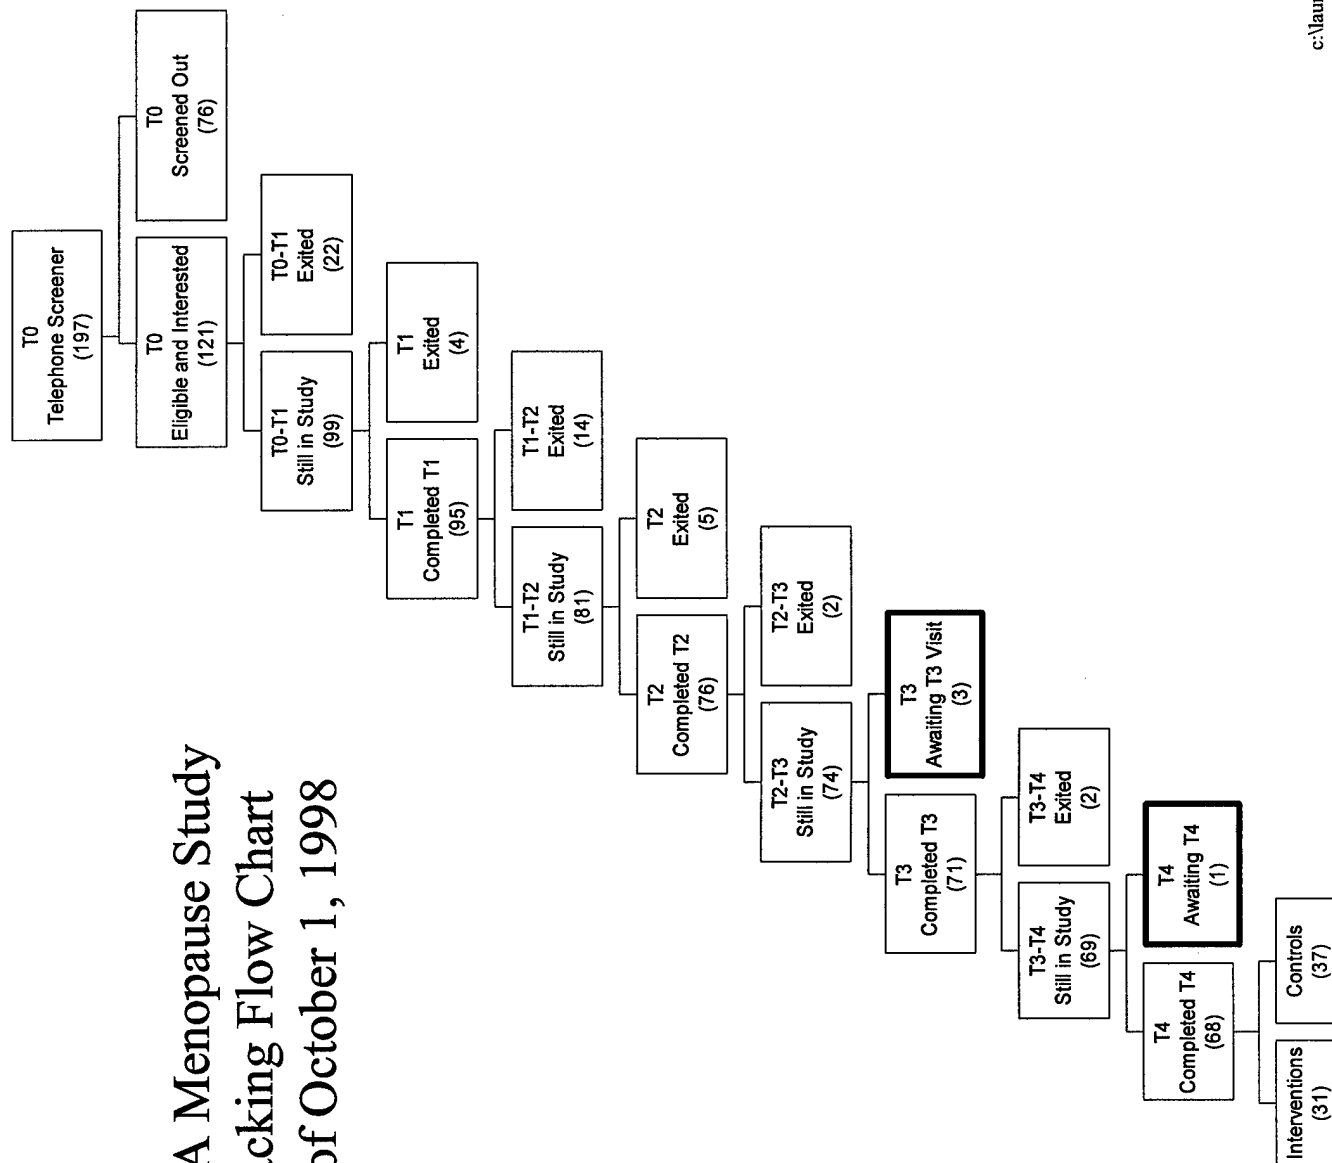 A Menopause Study
cking Flow Chart
of October 1, 1998
T0
Telephone Screener
(197)
T0
Eligible and Interested
(121)
T0
Screened Out
(76)
T0-T1
Still in Study
(99)
T0-T1
Exited
(22)
T1
Completed T1
(95)
T1
Exited
(4)
T1-T2
Still in Study
(81)
T1-T2
Exited
(14)
T2
Completed T2
(76)
T2
Exited
(5)
T2-T3
Still in Study
(74)
T2-T3
Exited
(2)
T3
Completed T3
(71)
T3
Awaiting T3 Visit
(3)
T3-T4
Still in Study
(69)
T3-T4
Exited
(2)
T4
Completed T4
(68)
T4
Awaiting T4
(1)
Interventions
(31)
Controls
(37)
c:\laur